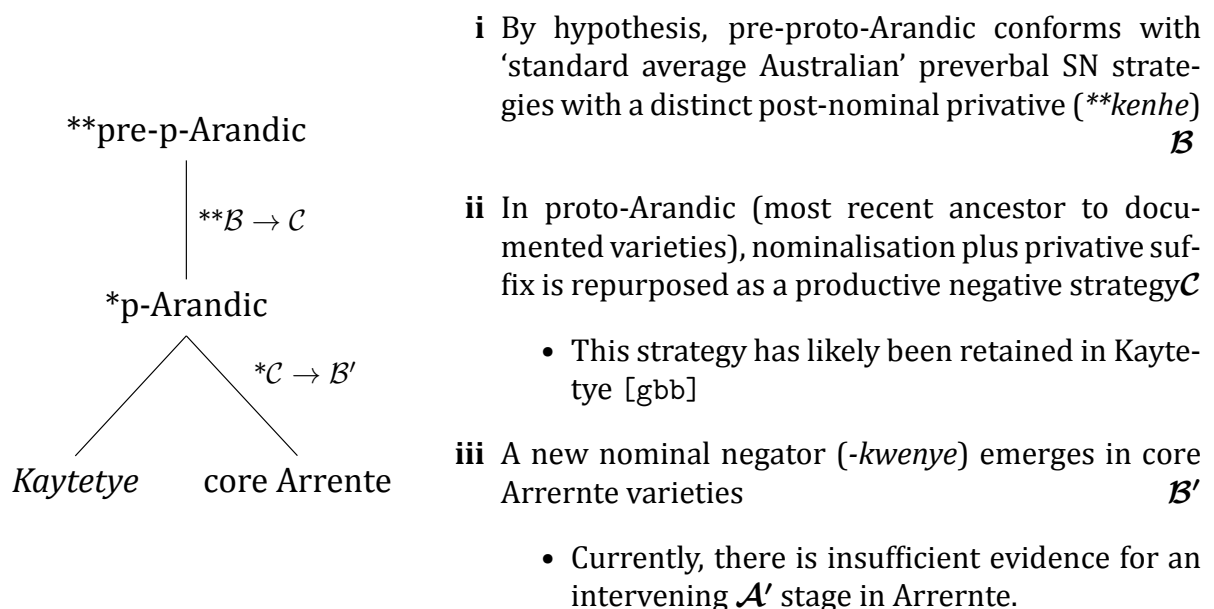 **pre-p-Arandic
**ℬ → 𝒞
*p-Arandic
*𝒞 → ℬ′
Kaytetye
core Arrente
i By hypothesis, pre-proto-Arandic conforms with
‘standard average Australian’ preverbal SN strate-
gies with a distinct post-nominal privative (**kenhe)
ℬ
ii In proto-Arandic (most recent ancestor to docu-
mented varieties), nominalisation plus privative suf-
fix is repurposed as a productive negative strategy𝒞
• This strategy has likely been retained in Kayte-
tye [gbb]
iii A new nominal negator (-kwenye) emerges in core
Arrernte varieties ℬ′
• Currently, there is insufficient evidence for an
intervening 𝒜′ stage in Arrernte.